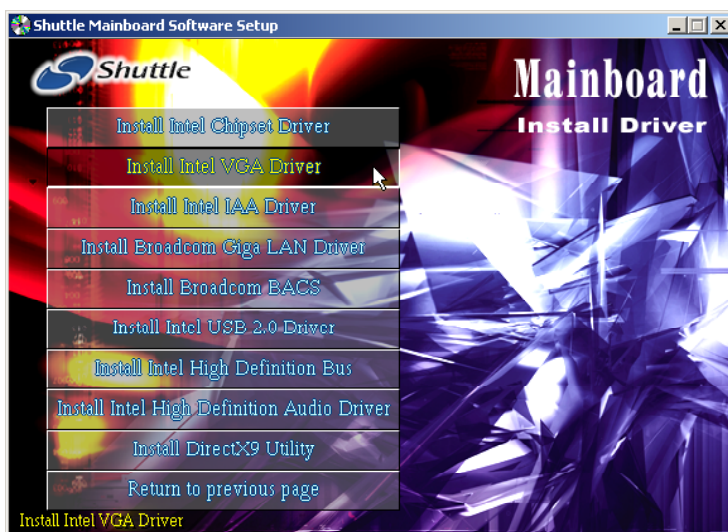 Shuttle Mainboard Software Setup
Shuttle
Mainboard
Install Driver
Install Intel Chipset Driver
Install Intel VGA Driver
Install Intel IAA Driver
Install Broadcom Giga LAN Driver
Install Broadcom BACS
Install Intel USB 2.0 Driver
Install Intel High Definition Bus
Install Intel High Definition Audio Driver
Install DirectX9 Utility
Return to previous page
Install Intel VGA Driver